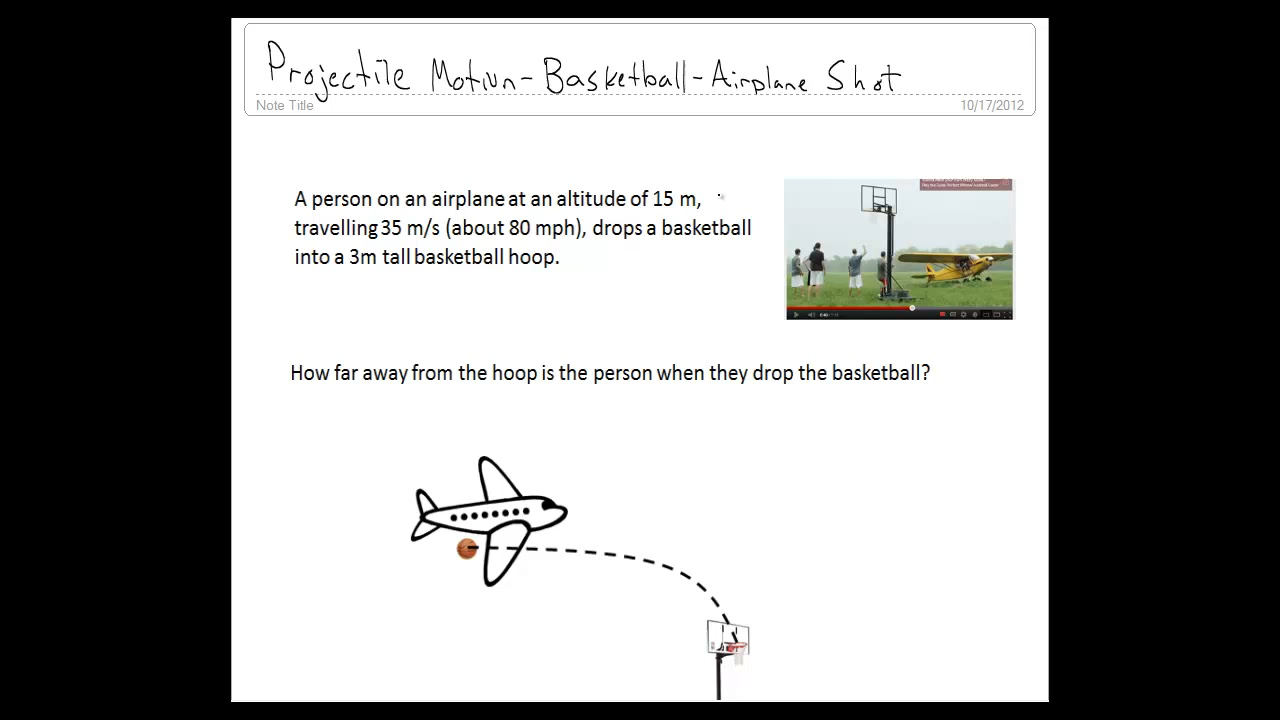 Projectile Motion-Basketball-Airplane Shot
Note Title
10/17/2012
A person on an airplane at an altitude of 15 m,
travelling 35 m/s (about 80 mph), drops a basketball
into a 3m tall basketball hoop.
How far away from the hoop is the person when they drop the basketball?